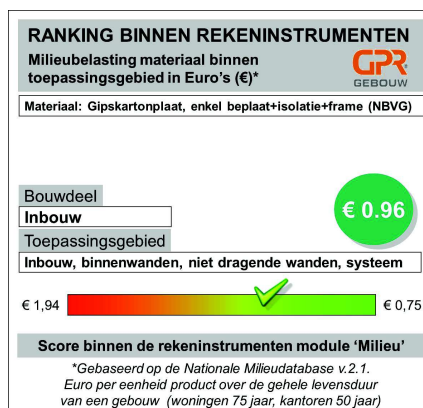 RANKING BINNEN REKENINSTRUMENTEN
Milieubelasting materiaal binnen
toepassingsgebied in Euro's (€)*
GPR
GEBOUW
Materiaal: Gipskartonplaat, enkel beplaat+isolatie+frame (NBVG)
Bouwdeel
Inbouw
€ 0.96
Toepassingsgebied
Inbouw, binnenwanden, niet dragende wanden, systeem
€ 1,94 € 0,75
Score binnen de rekeninstrumenten module 'Milieu'
*Gebaseerd op de Nationale Milieudatabase v.2.1.
Euro per eenheid product over de gehele levensduur
van een gebouw (woningen 75 jaar, kantoren 50 jaar)